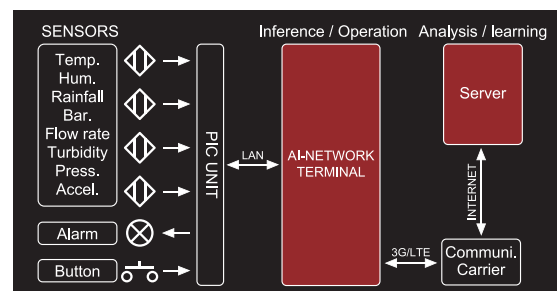 SENSORS
Inference / Operation
Analysis / learning
Temp.
Hum.
Rainfall
Bar.
Flow rate
Turbidity
Press.
Accel.
Alarm
Button
PIC UNIT
LAN
AI-NETWORK
TERMINAL
3G/LTE
Server
INTERNET
Communi.
Carrier